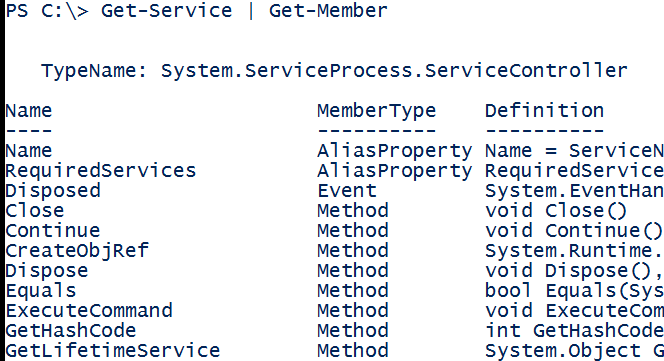 PS C:\> Get-Service | Get-Member
TypeName: System.ServiceProcess.ServiceController
Name MemberType Definition
---- ---------- ----------
Name AliasProperty Name = ServiceN
RequiredServices AliasProperty RequiredService
Disposed Event System.EventHan
Close Method void Close()
Continue Method void Continue()
CreateObjRef Method System.Runtime.
Dispose Method void Dispose(),
Equals Method bool Equals(Sys
ExecuteCommand Method void ExecuteCom
GetHashCode Method int GetHashCode
GetLifetimeService Method System.Object G